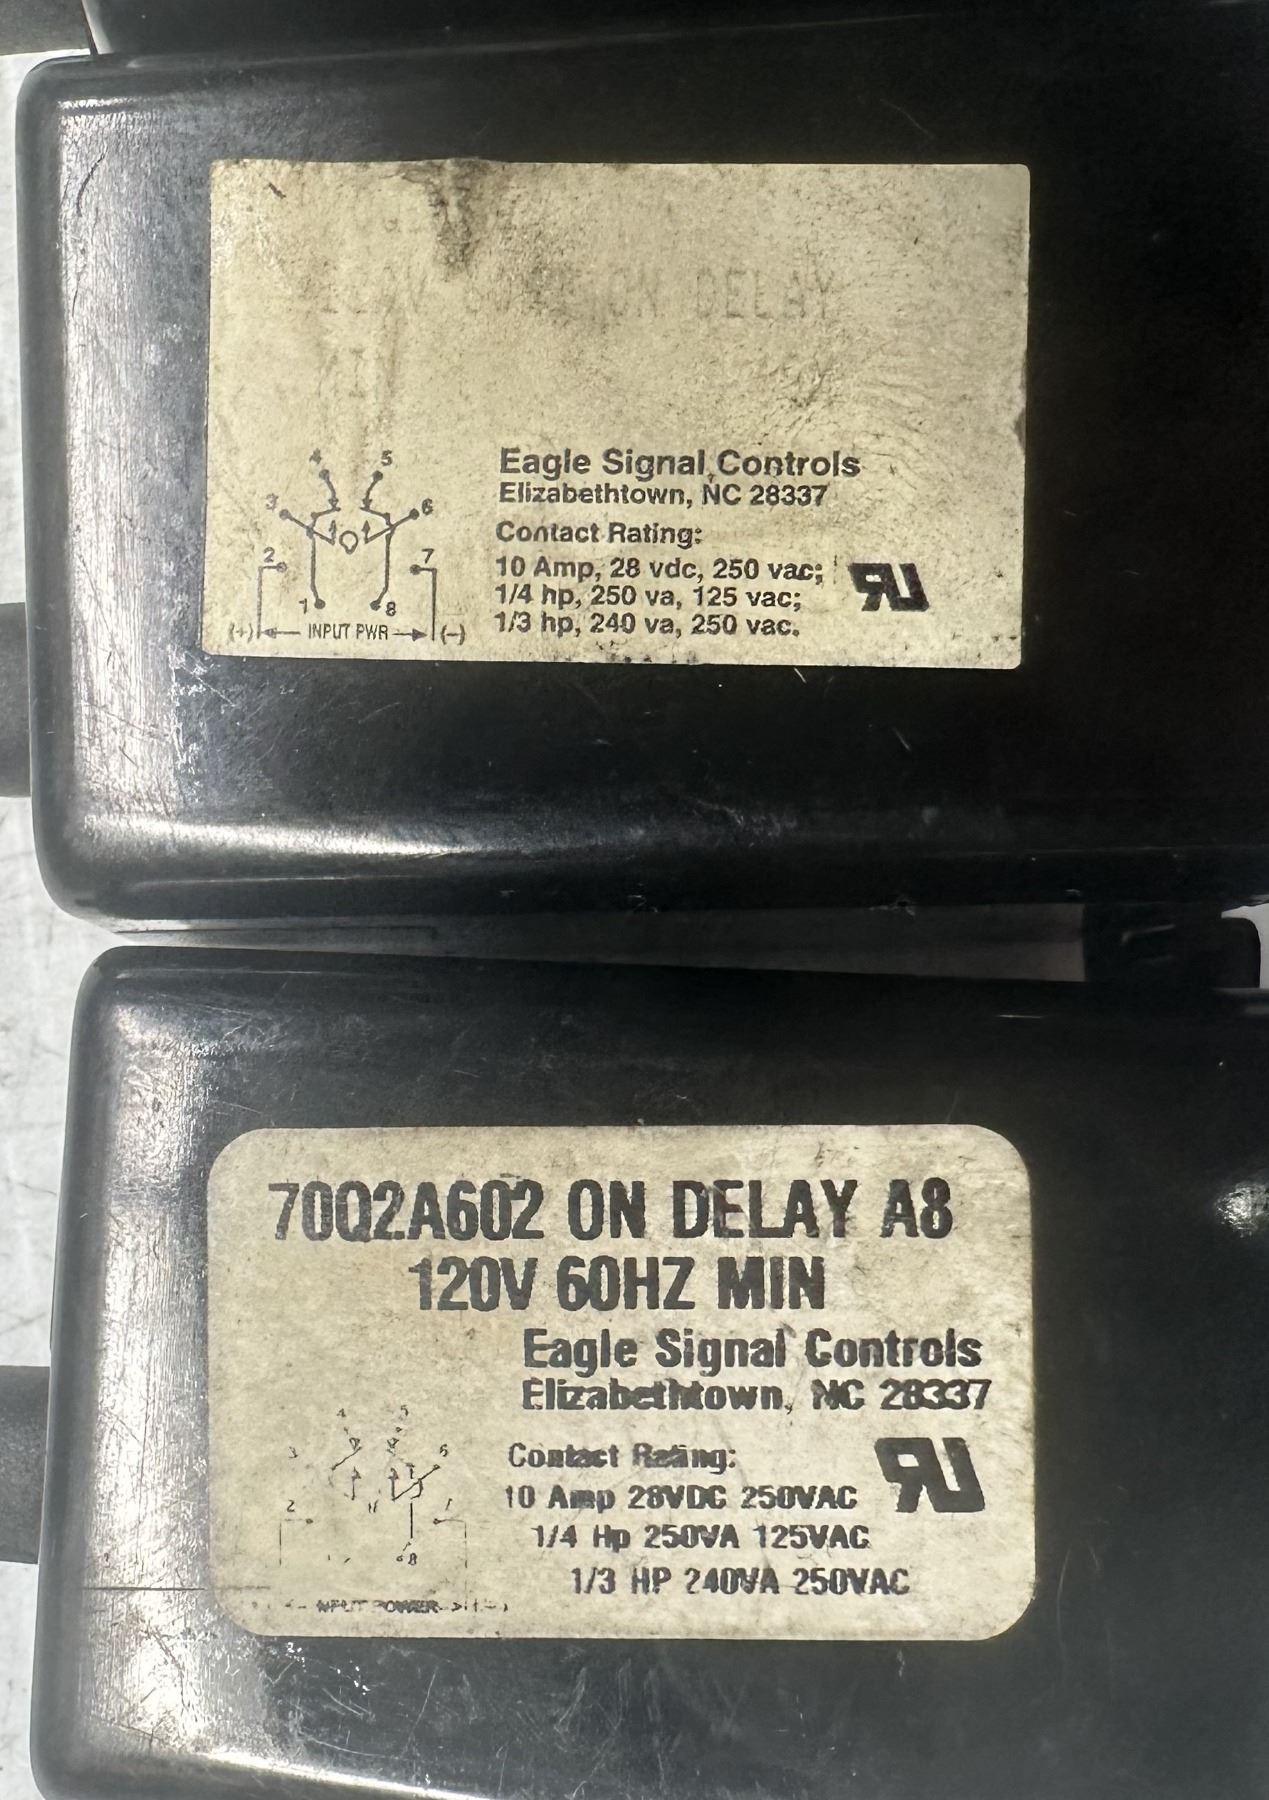 ON DELAY
4 5
3 6
2 7
1 8
(+) INPUT PWR (-)
Eagle Signal Controls
Elizabethtown, NC 28337
Contact Rating:
10 Amp, 28 vdc, 250 vac;
1/4 hp, 250 va, 125 vac;
1/3 hp, 240 va, 250 vac.
70Q2A602 ON DELAY A8
120V 60HZ MIN
Eagle Signal Controls
Elizabethtown, NC 28337
Contact Rating:
10 Amp 28VDC 250VAC
1/4 Hp 250VA 125VAC
1/3 HP 240VA 250VAC
4 5
3 6
2
8
INPUT POWER